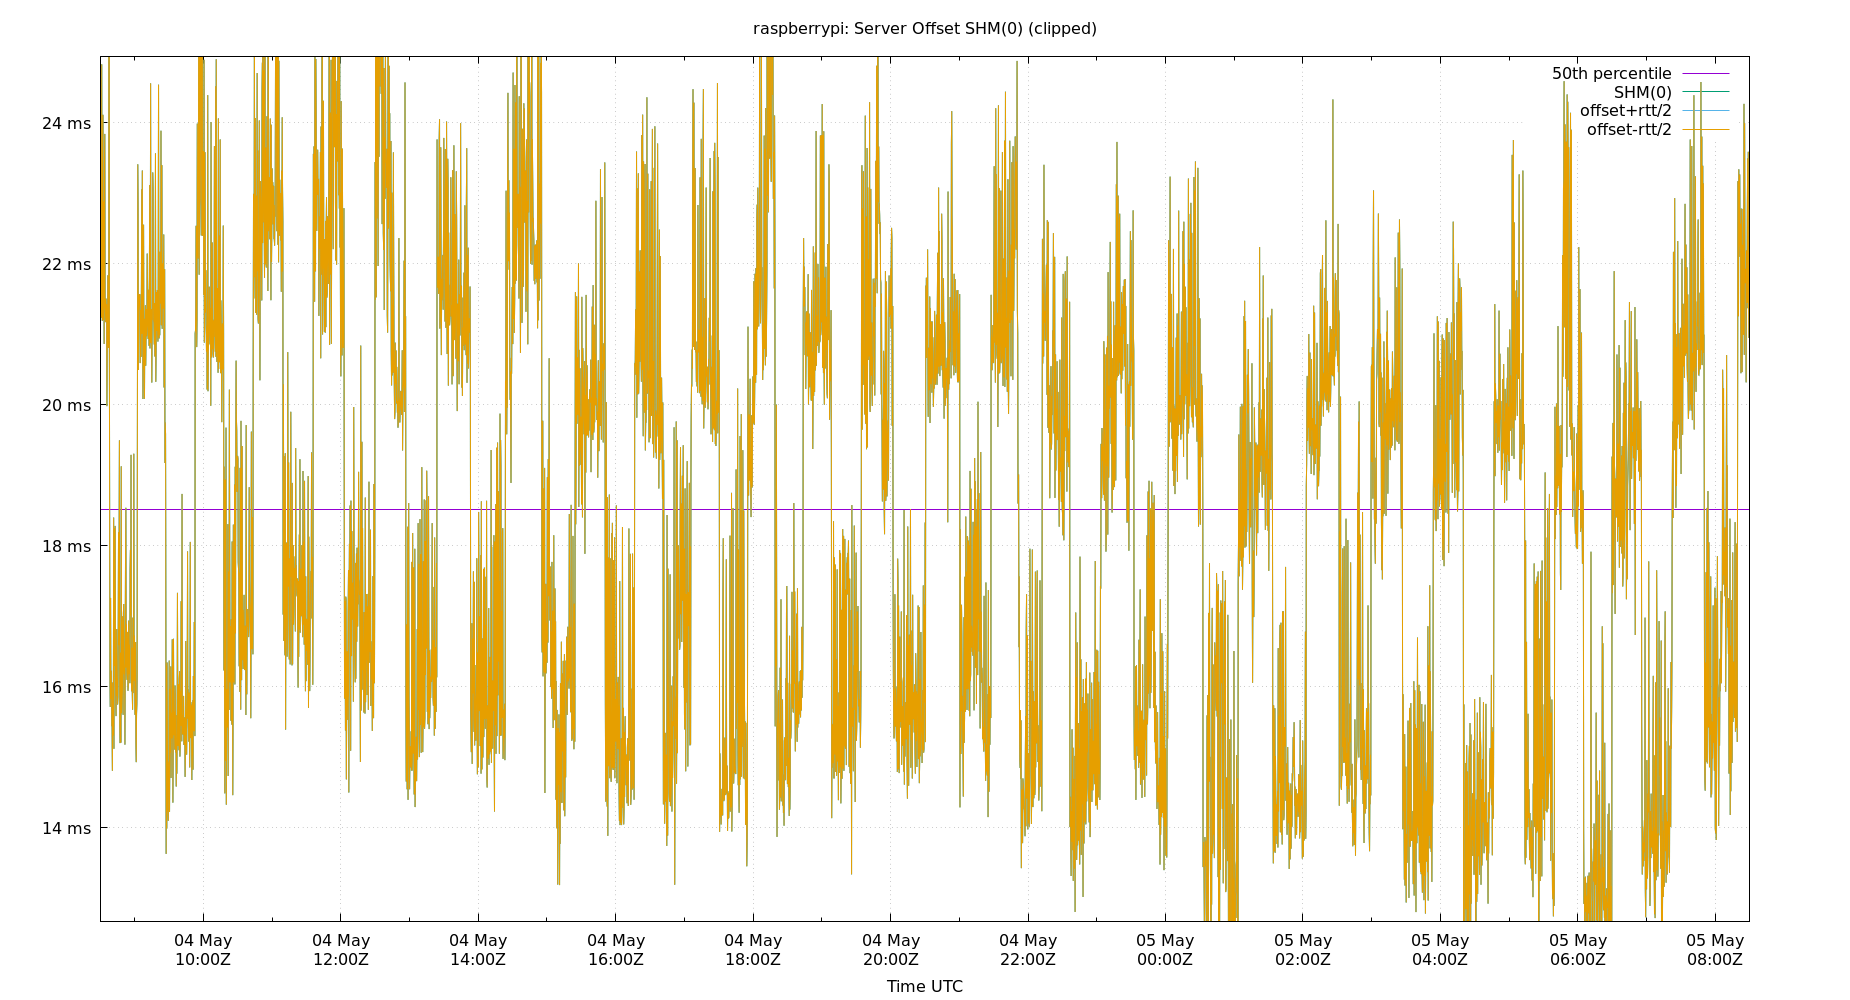 raspberrypi: Server Offset SHM(0) (clipped)
50th percentile
SHM(0)
offset+rtt/2
offset-rtt/2
24 ms
22 ms
20 ms
18 ms
16 ms
14 ms
04 May 04 May 04 May 04 May 04 May 04 May 04 May 05 May 05 May 05 May 05 May 05 May
10:00Z 12:00Z 14:00Z 16:00Z 18:00Z 20:00Z 22:00Z 00:00Z 02:00Z 04:00Z 06:00Z 08:00Z
Time UTC